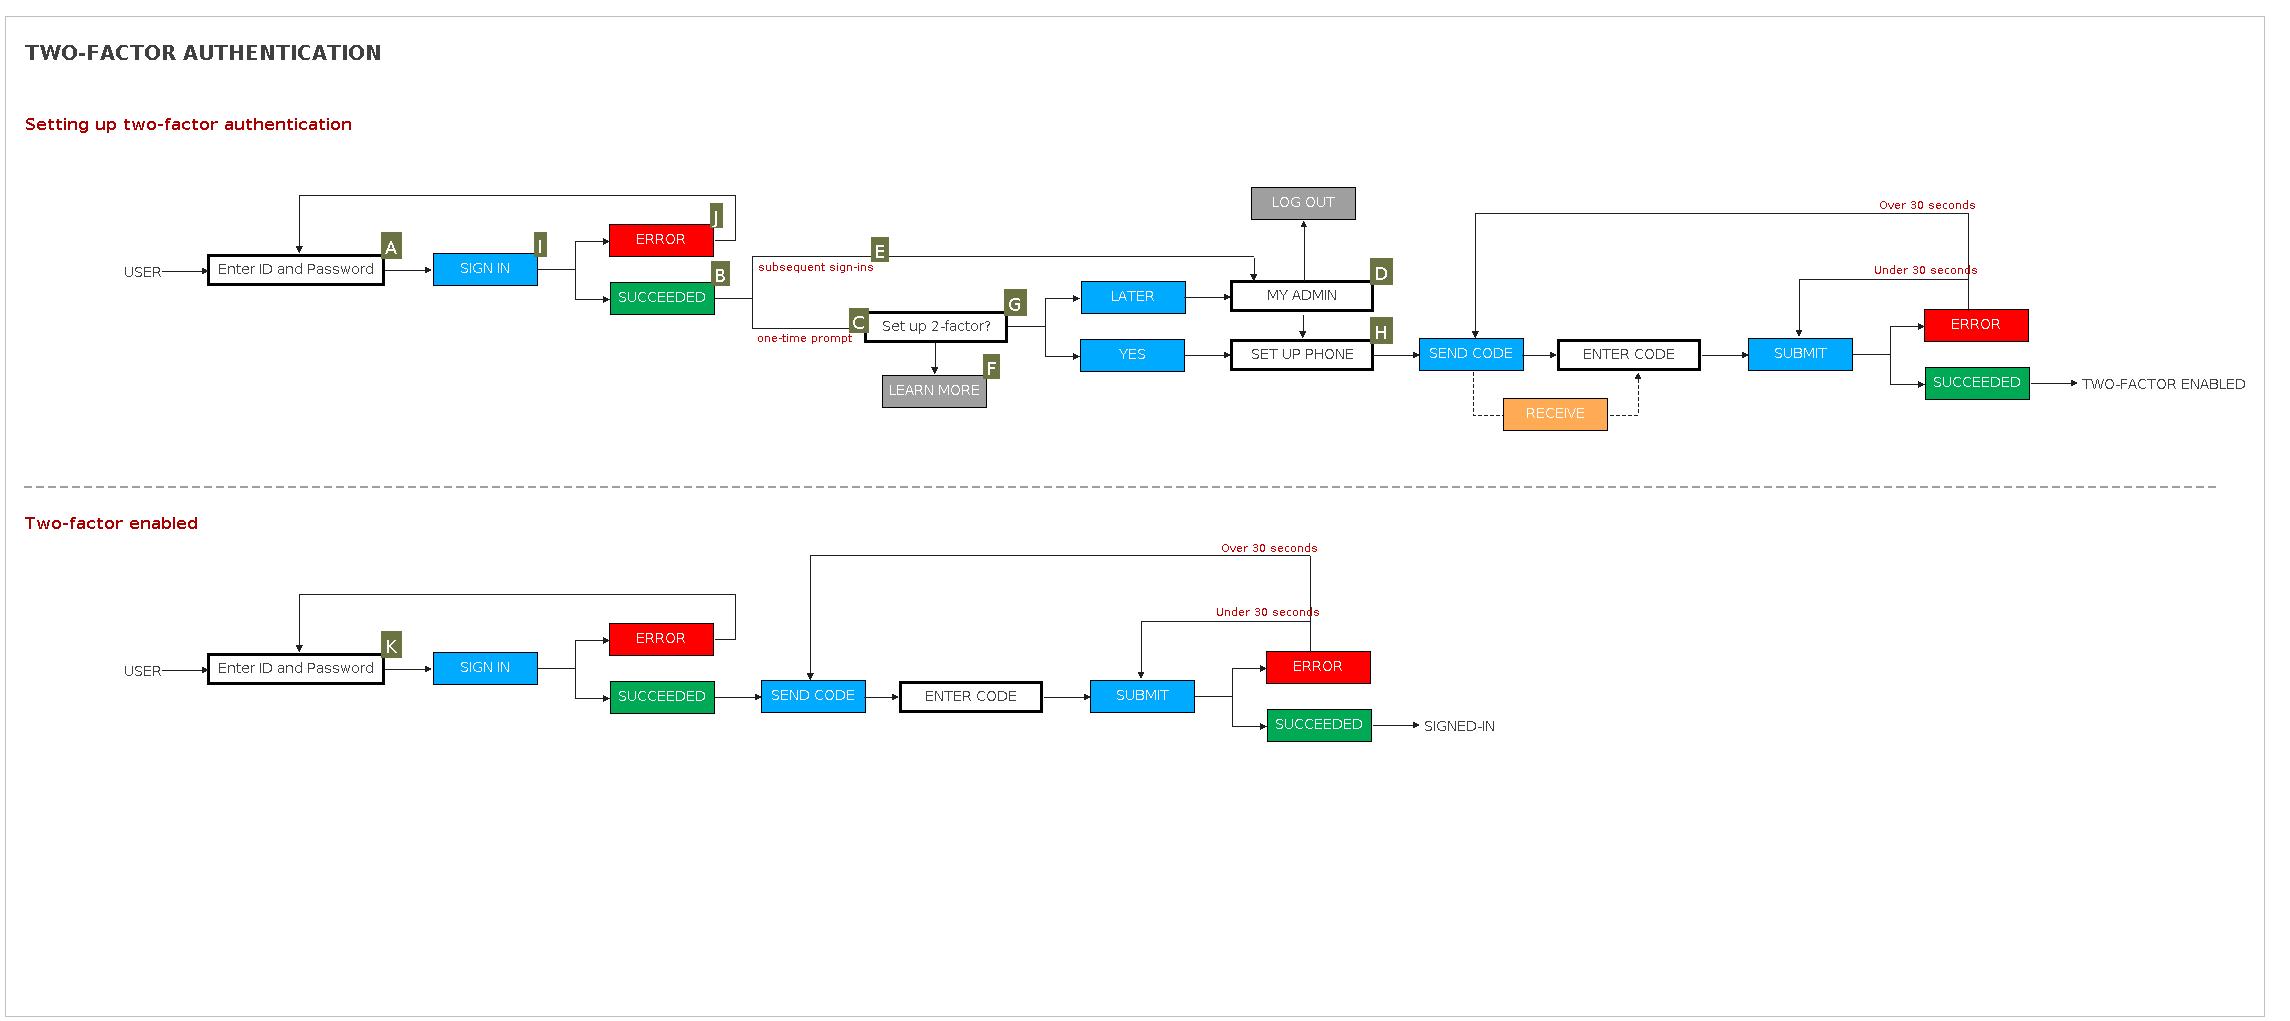 TWO-FACTOR AUTHENTICATION
Setting up two-factor authentication
USER
Enter ID and Password
A
SIGN IN
I
ERROR
J
SUCCEEDED
B
subsequent sign-ins
E
one-time prompt
C
Set up 2-factor?
G
LEARN MORE
F
LATER
YES
LOG OUT
MY ADMIN
D
SET UP PHONE
H
SEND CODE
RECEIVE
ENTER CODE
SUBMIT
Over 30 seconds
Under 30 seconds
ERROR
SUCCEEDED
TWO-FACTOR ENABLED
Two-factor enabled
USER
Enter ID and Password
K
SIGN IN
ERROR
SUCCEEDED
SEND CODE
ENTER CODE
SUBMIT
Over 30 seconds
Under 30 seconds
ERROR
SUCCEEDED
SIGNED-IN